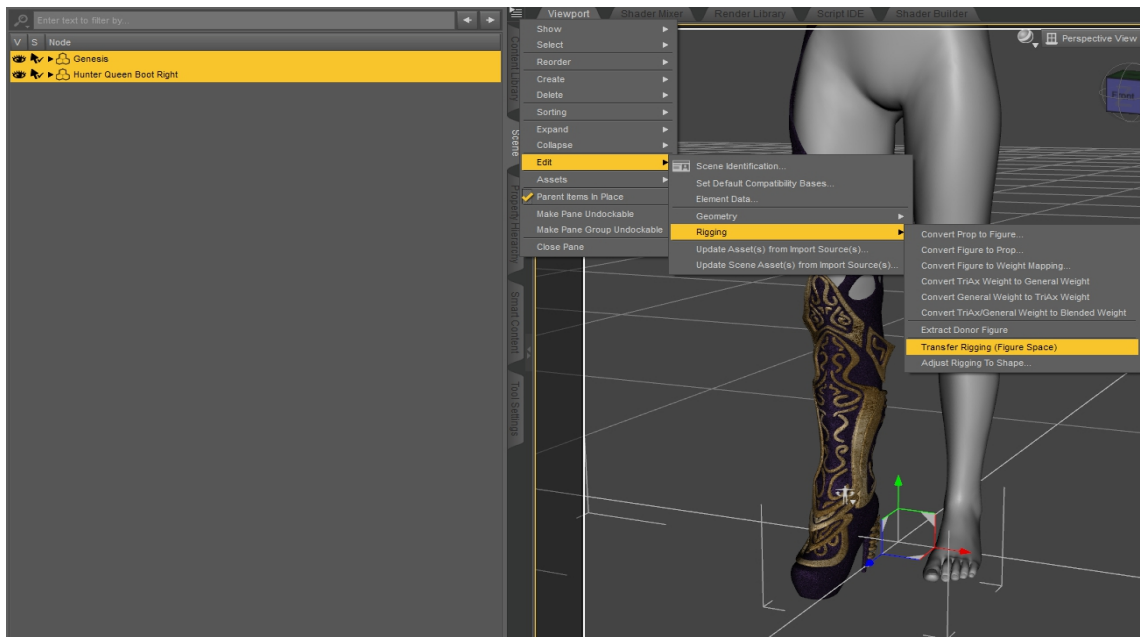 Enter text to filter by...
V S Node
Genesis
Hunter Queen Boot Right
Viewport
Shader Mixer
Render Library
Script IDE
Shader Builder
Content Library
Scene
Property Hierarchy
Smart Content
Tool Settings
Perspective View
Show
Select
Reorder
Create
Delete
Sorting
Expand
Collapse
Edit
Assets
Parent Items In Place
Make Pane Undockable
Make Pane Group Undockable
Close Pane
Scene Identification...
Set Default Compatibility Bases...
Element Data...
Geometry
Rigging
Update Asset(s) from Import Source(s)...
Update Scene Asset(s) from Import Source(s)...
Convert Prop to Figure...
Convert Figure to Prop...
Convert Figure to Weight Mapping...
Convert TriAx Weight to General Weight
Convert General Weight to TriAx Weight
Convert TriAx/General Weight to Blended Weight
Extract Donor Figure
Transfer Rigging (Figure Space)
Adjust Rigging To Shape...